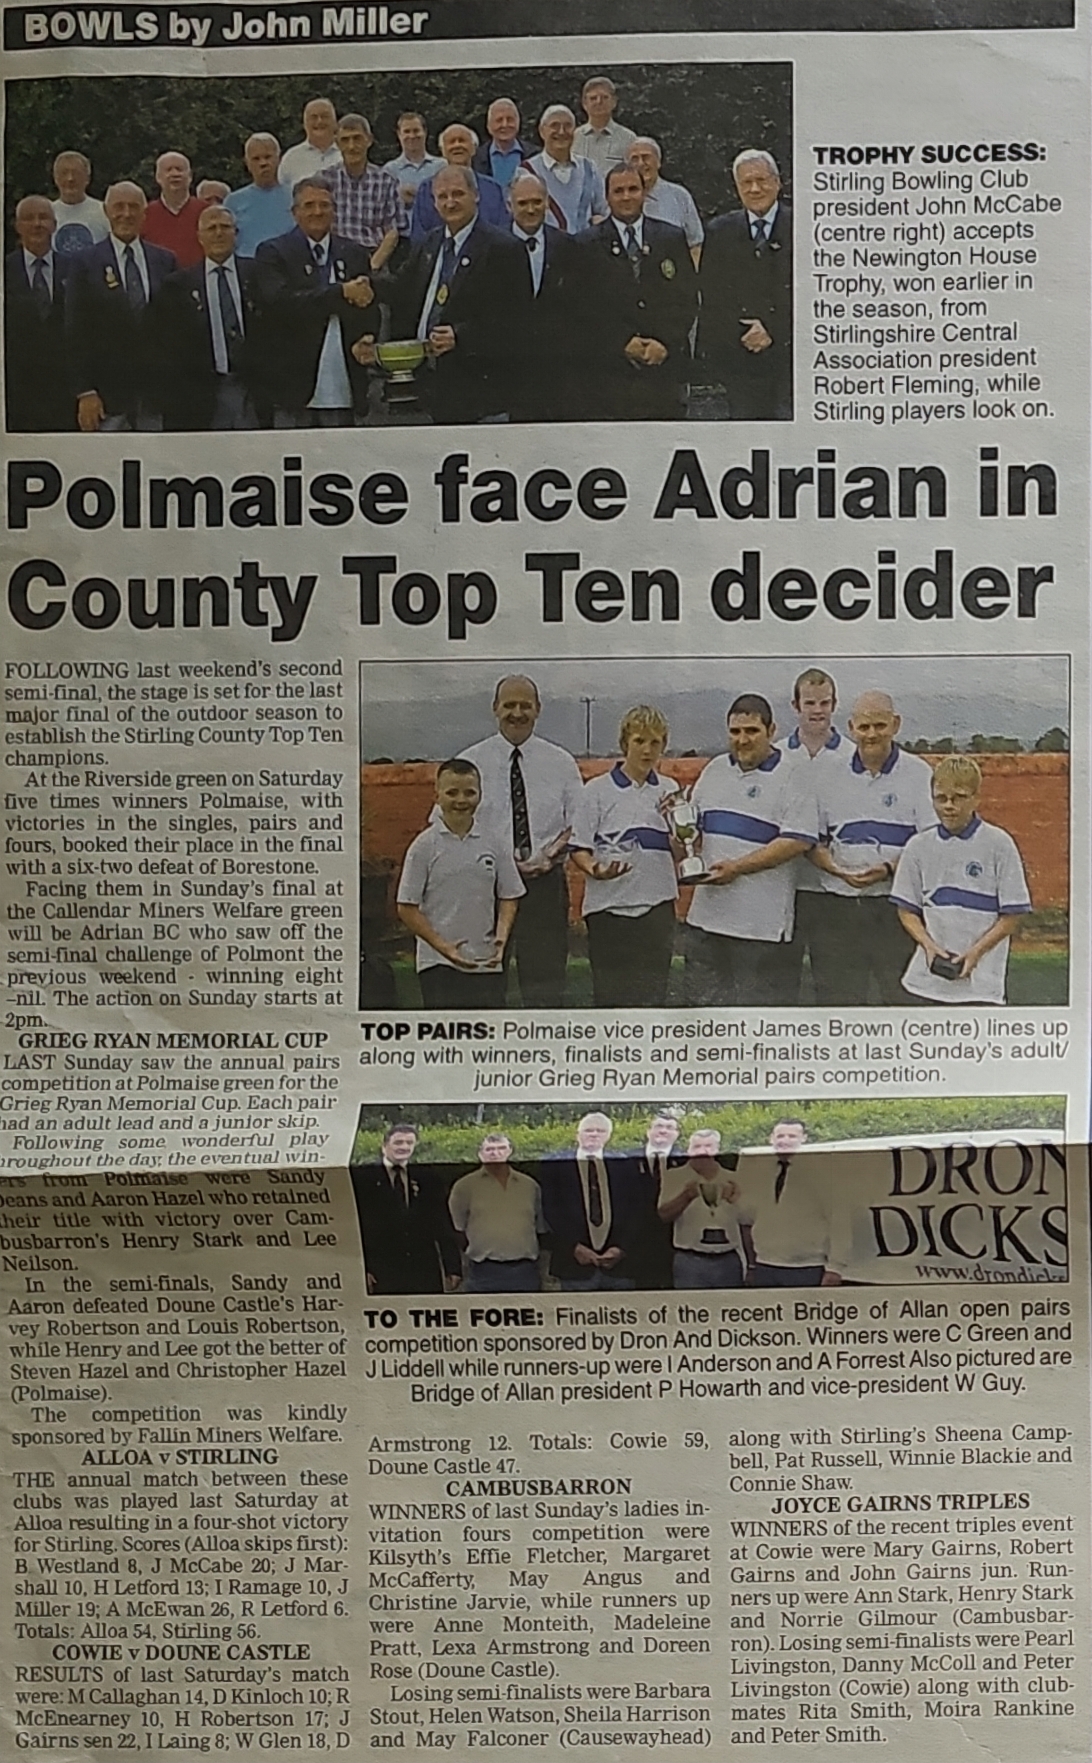 BOWLS by John Miller
TROPHY SUCCESS:
Stirling Bowling Club
president John McCabe
(centre right) accepts
the Newington House
Trophy, won earlier in
the season, from
Stirlingshire Central
Association president
Robert Fleming, while
Stirling players look on.
Polmaise face Adrian in
County Top Ten decider
FOLLOWING last weekend's second
semi-final, the stage is set for the last
major final of the outdoor season to
establish the Stirling County Top Ten
champions.
At the Riverside green on Saturday
five times winners Polmaise, with
victories in the singles, pairs and
fours, booked their place in the final
with a six-two defeat of Borestone.
Facing them in Sunday's final at
the Callendar Miners Welfare green
will be Adrian BC who saw off the
semi-final challenge of Polmont the
previous weekend - winning eight
–nil. The action on Sunday starts at
2pm.
GRIEG RYAN MEMORIAL CUP
LAST Sunday saw the annual pairs
competition at Polmaise green for the
Grieg Ryan Memorial Cup. Each pair
had an adult lead and a junior skip.
Following some wonderful play
hroughout the day, the eventual win-
ers from Polmaise were Sandy
Deans and Aaron Hazel who retained
their title with victory over Cam-
busbarron's Henry Stark and Lee
Neilson.
In the semi-finals, Sandy and
Aaron defeated Doune Castle's Har-
vey Robertson and Louis Robertson,
while Henry and Lee got the better of
Steven Hazel and Christopher Hazel
(Polmaise).
The competition was kindly
sponsored by Fallin Miners Welfare.
ALLOA v STIRLING
THE annual match between these
clubs was played last Saturday at
Alloa resulting in a four-shot victory
for Stirling. Scores (Alloa skips first):
B Westland 8, J McCabe 20; J Mar-
shall 10, H Letford 13; I Ramage 10, J
Miller 19; A McEwan 26, R Letford 6.
Totals: Alloa 54, Stirling 56.
COWIE v DOUNE CASTLE
RESULTS of last Saturday's match
were: M Callaghan 14, D Kinloch 10; R
McEnearney 10, H Robertson 17; J
Gairns sen 22, I Laing 8; W Glen 18, D
TOP PAIRS: Polmaise vice president James Brown (centre) lines up
along with winners, finalists and semi-finalists at last Sunday's adult/
junior Grieg Ryan Memorial pairs competition.
DRON
DICKS
www.drondick
TO THE FORE: Finalists of the recent Bridge of Allan open pairs
competition sponsored by Dron And Dickson. Winners were C Green and
J Liddell while runners-up were I Anderson and A Forrest Also pictured are
Bridge of Allan president P Howarth and vice-president W Guy.
Armstrong 12. Totals: Cowie 59,
Doune Castle 47.
CAMBUSBARRON
WINNERS of last Sunday's ladies in-
vitation fours competition were
Kilsyth's Effie Fletcher, Margaret
McCafferty, May Angus and
Christine Jarvie, while runners up
were Anne Monteith, Madeleine
Pratt, Lexa Armstrong and Doreen
Rose (Doune Castle).
Losing semi-finalists were Barbara
Stout, Helen Watson, Sheila Harrison
and May Falconer (Causewayhead)
along with Stirling's Sheena Camp-
bell, Pat Russell, Winnie Blackie and
Connie Shaw.
JOYCE GAIRNS TRIPLES
WINNERS of the recent triples event
at Cowie were Mary Gairns, Robert
Gairns and John Gairns jun. Run-
ners up were Ann Stark, Henry Stark
and Norrie Gilmour (Cambusbar-
ron). Losing semi-finalists were Pearl
Livingston, Danny McColl and Peter
Livingston (Cowie) along with club-
mates Rita Smith, Moira Rankine
and Peter Smith.